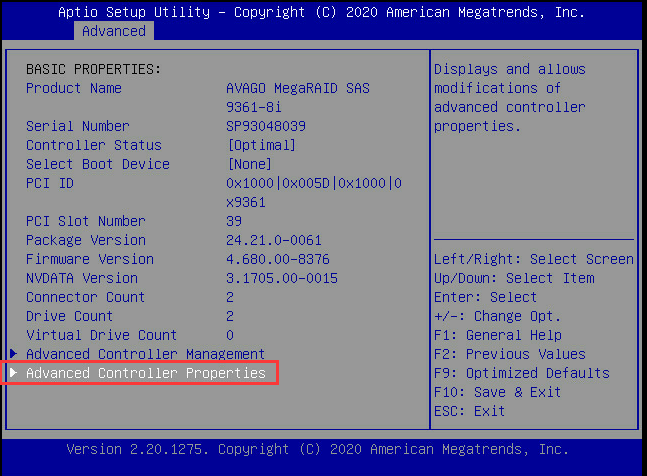 Aptio Setup Utility – Copyright (C) 2020 American Megatrends, Inc.
Advanced
BASIC PROPERTIES:
Product Name AVAGO MegaRAID SAS
9361-8i
Serial Number SP93048039
Controller Status [Optimal]
Select Boot Device [None]
PCI ID 0x1000|0x005D|0x1000|0
x9361
PCI Slot Number 39
Package Version 24.21.0-0061
Firmware Version 4.680.00-8376
NVDATA Version 3.1705.00-0015
Connector Count 2
Drive Count 2
Virtual Drive Count 0
Advanced Controller Management
Advanced Controller Properties
Displays and allows
modifications of
advanced controller
properties.
Left/Right: Select Screen
Up/Down: Select Item
Enter: Select
+/-: Change Opt.
F1: General Help
F2: Previous Values
F9: Optimized Defaults
F10: Save & Exit
ESC: Exit
Version 2.20.1275. Copyright (C) 2020 American Megatrends, Inc.